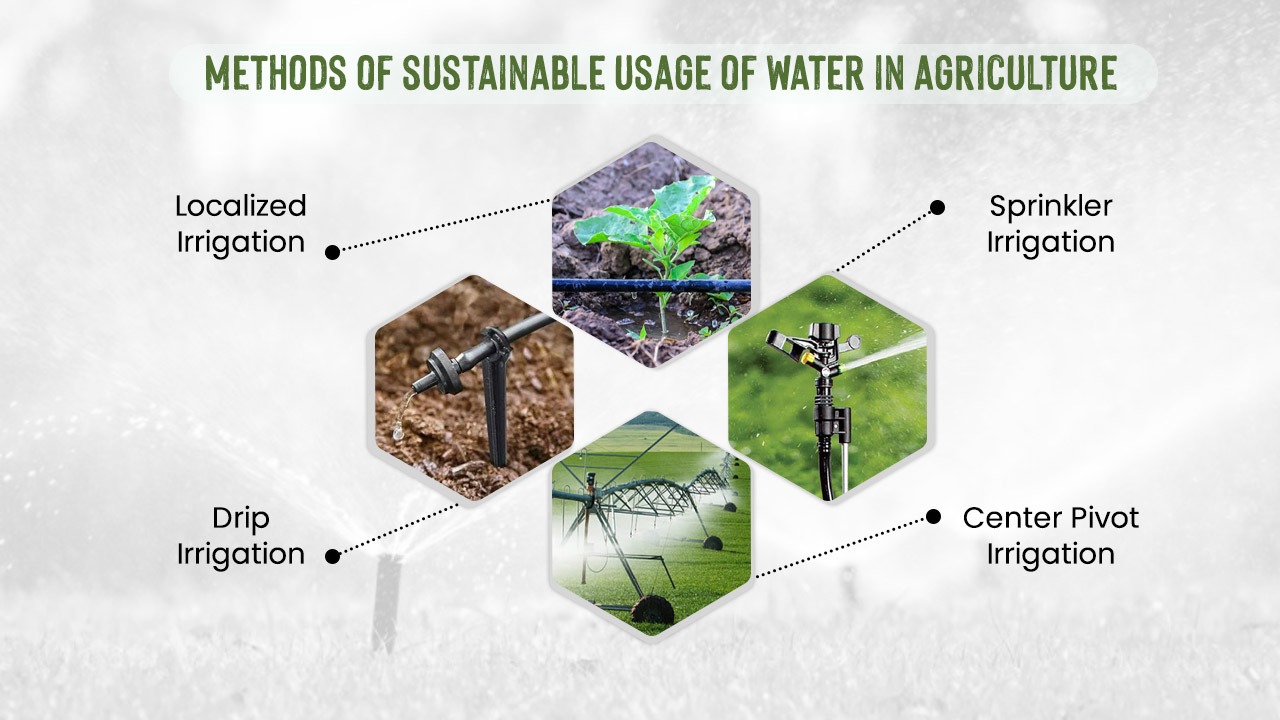 METHODS OF SUSTAINABLE USAGE OF WATER IN AGRICULTURE
Localized
Irrigation
Sprinkler
Irrigation
Drip
Irrigation
Center Pivot
Irrigation